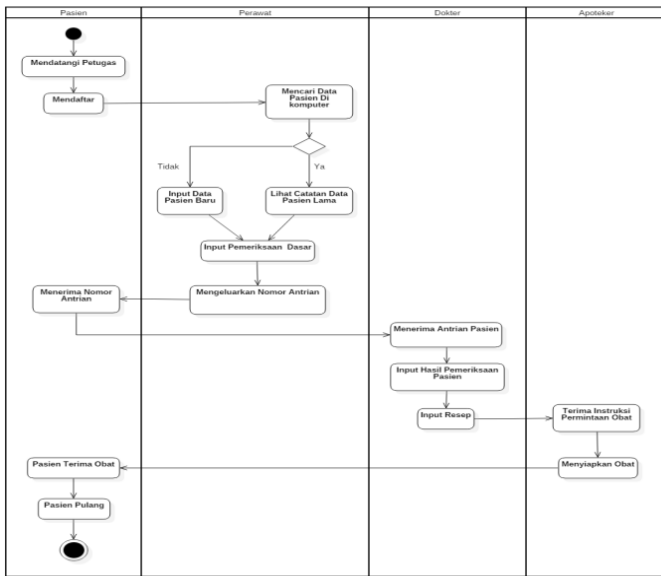 Pasien
Perawat
Dokter
Apoteker
Mendatangi Petugas
Mendaftar
Mencari Data
Pasien Di
komputer
Tidak
Ya
Input Data
Pasien Baru
Lihat Catatan Data
Pasien Lama
Input Pemeriksaan Dasar
Menerima Nomor
Antrian
Mengeluarkan Nomor Antrian
Menerima Antrian Pasien
Input Hasil Pemeriksaan
Pasien
Input Resep
Terima Instruksi
Permintaan Obat
Pasien Terima Obat
Menyiapkan Obat
Pasien Pulang